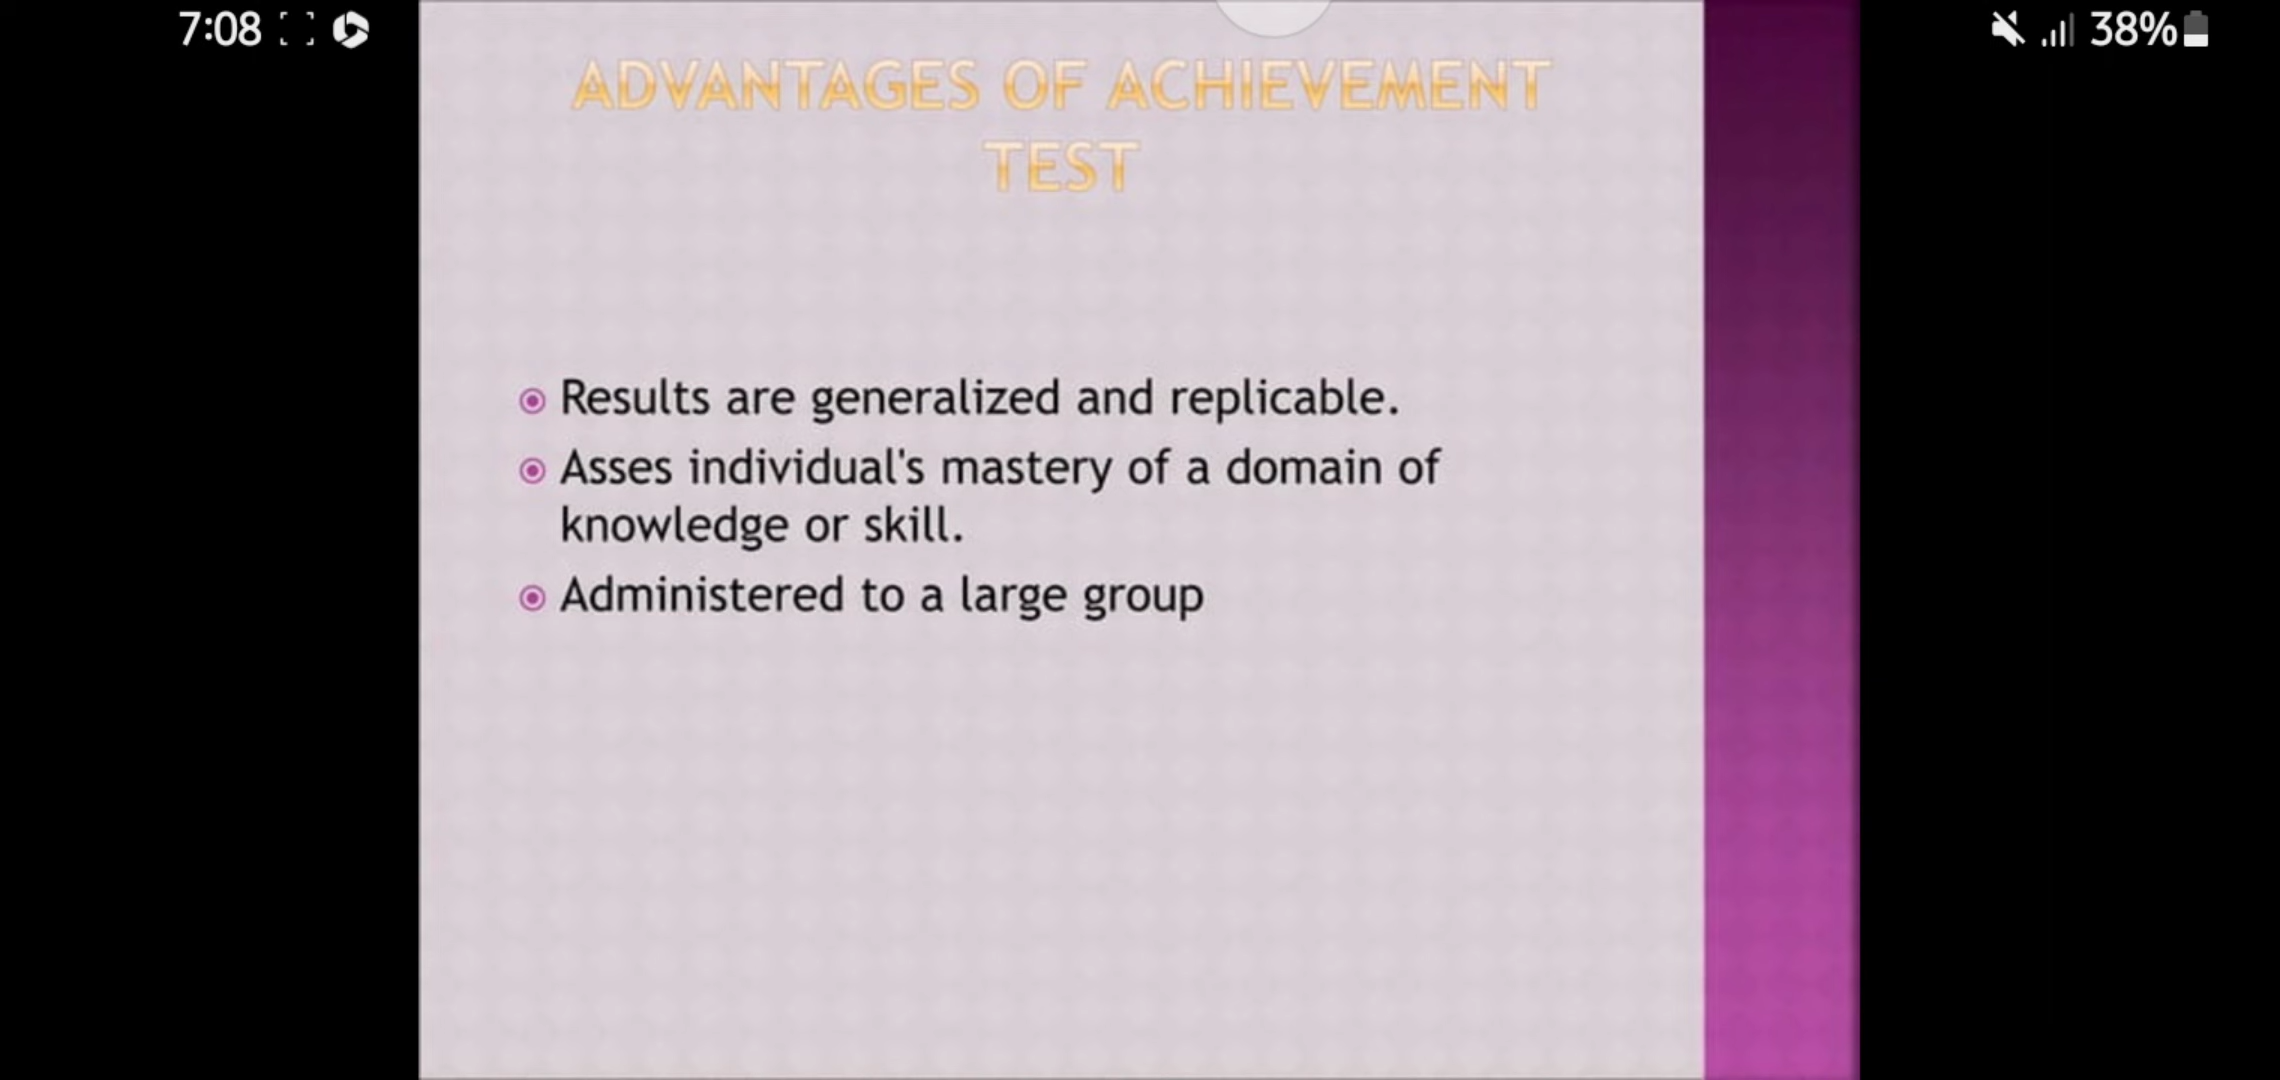 7:08
38%
ADVANTAGES OF ACHIEVEMENT
TEST
Results are generalized and replicable.
Asses individual's mastery of a domain of
knowledge or skill.
Administered to a large group